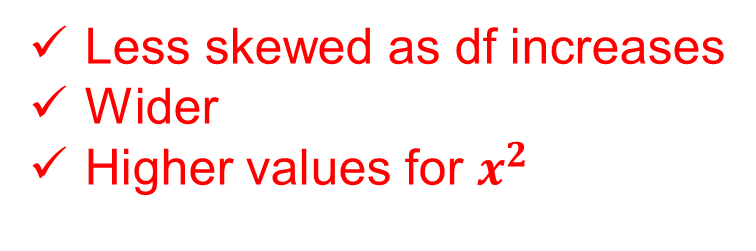 ✓ Less skewed as df increases
✓ Wider
✓ Higher values for x²